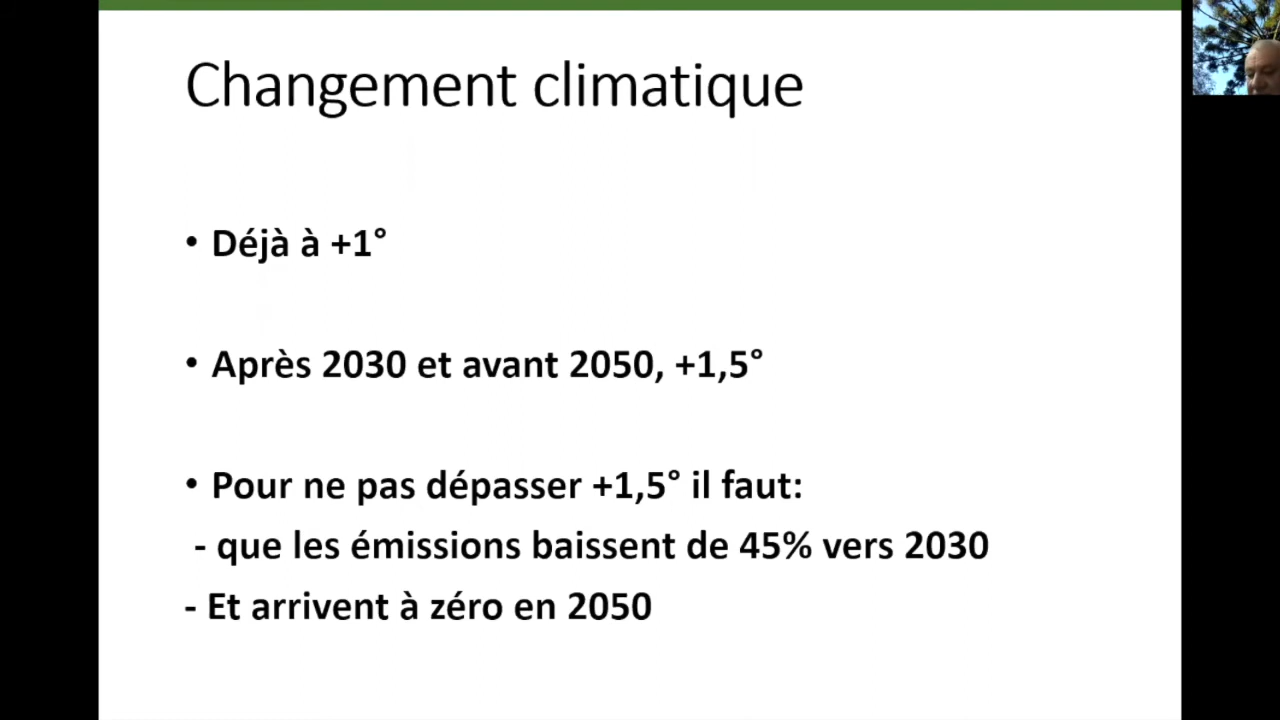 Changement climatique
• Déjà à +1°
• Après 2030 et avant 2050, +1,5°
• Pour ne pas dépasser +1,5° il faut:
- que les émissions baissent de 45% vers 2030
- Et arrivent à zéro en 2050